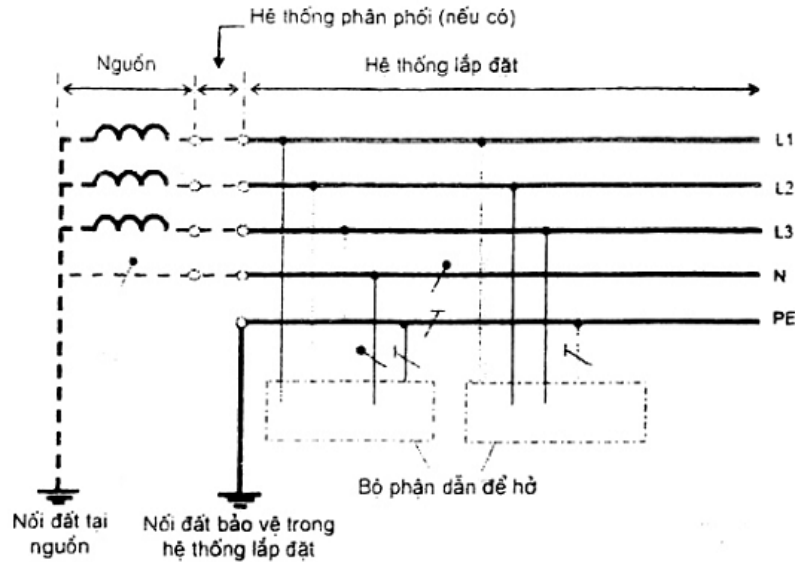 Hệ thống phân phối (nếu có)
Nguồn
Hệ thống lắp đặt
L1
L2
L3
N
PE
Bộ phận dẫn để hở
Nối đất tại
nguồn
Nối đất bảo vệ trong
hệ thống lắp đặt